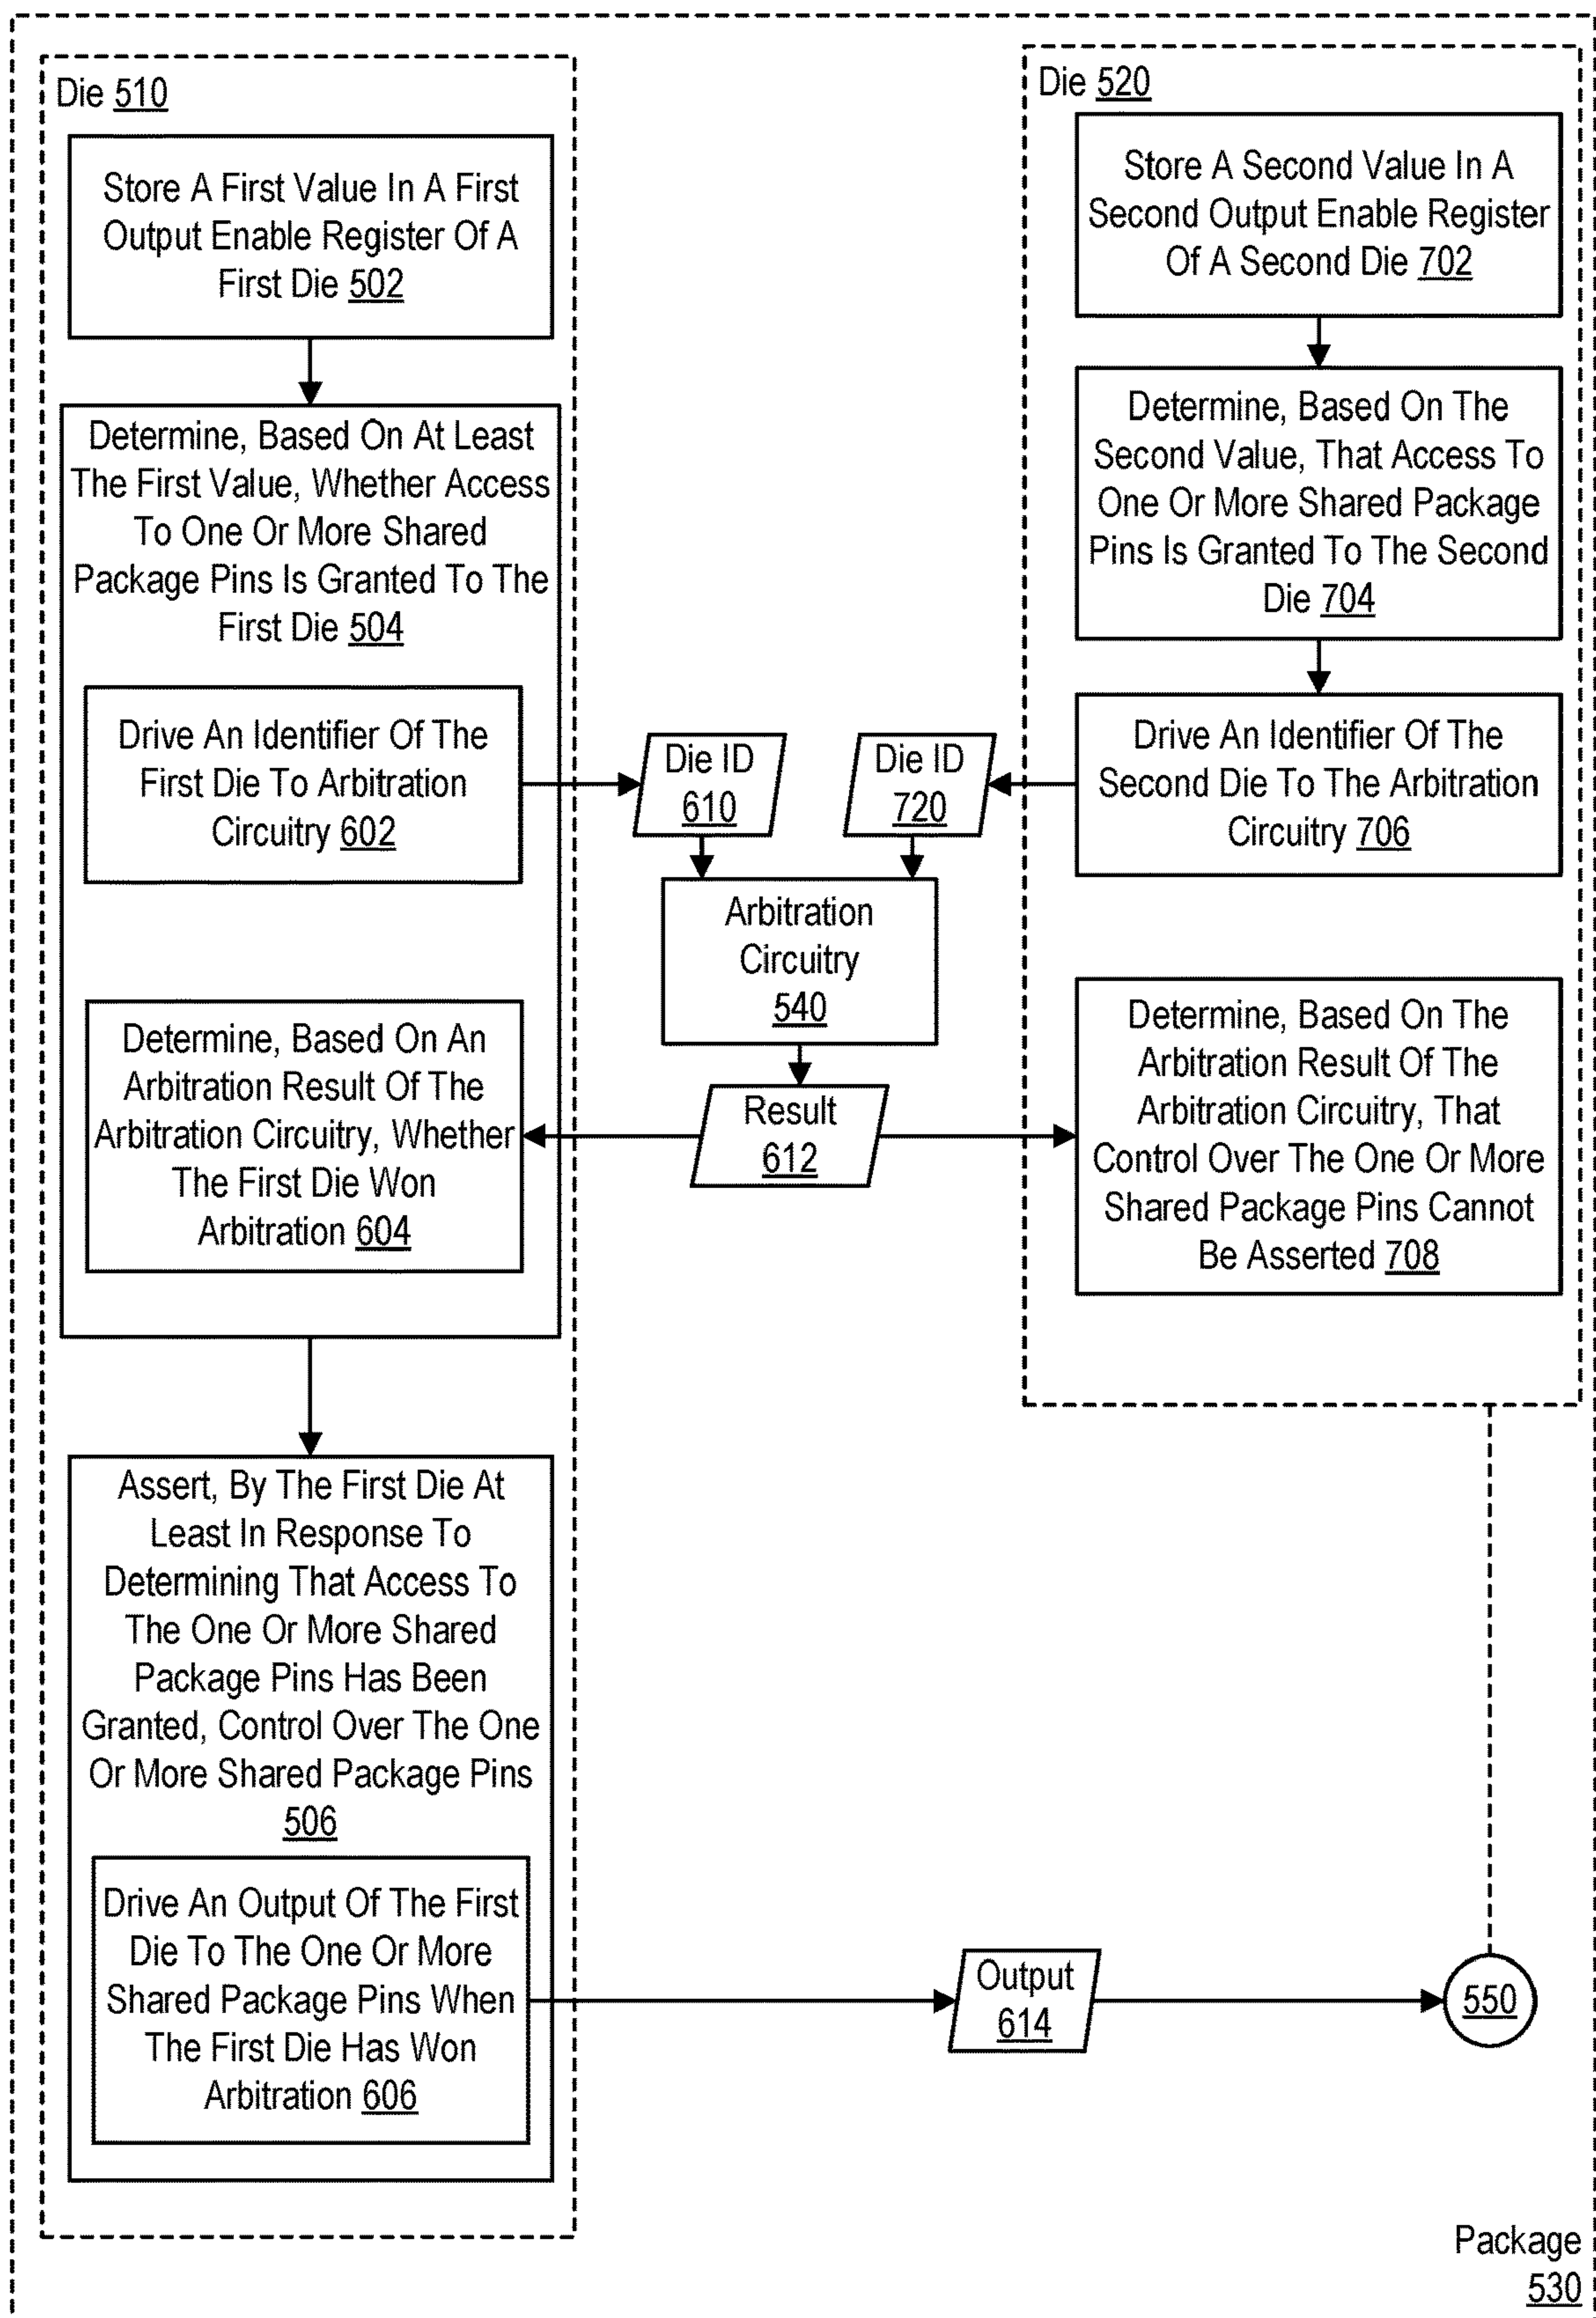 Die 510
Store A First Value In A First
Output Enable Register Of A
First Die 502
Determine, Based On At Least
The First Value, Whether Access
To One Or More Shared
Package Pins Is Granted To The
First Die 504
Drive An Identifier Of The
First Die To Arbitration
Circuitry 602
Determine, Based On An
Arbitration Result Of The
Arbitration Circuitry, Whether
The First Die Won
Arbitration 604
Assert, By The First Die At
Least In Response To
Determining That Access To
The One Or More Shared
Package Pins Has Been
Granted, Control Over The One
Or More Shared Package Pins
506
Drive An Output Of The First
Die To The One Or More
Shared Package Pins When
The First Die Has Won
Arbitration 606
Die ID
610
Die ID
720
Arbitration
Circuitry
540
Result
612
Die 520
Store A Second Value In A
Second Output Enable Register
Of A Second Die 702
Determine, Based On The
Second Value, That Access To
One Or More Shared Package
Pins Is Granted To The Second
Die 704
Drive An Identifier Of The
Second Die To The Arbitration
Circuitry 706
Determine, Based On The
Arbitration Result Of The
Arbitration Circuitry, That
Control Over The One Or More
Shared Package Pins Cannot
Be Asserted 708
Output
614
550
Package
530